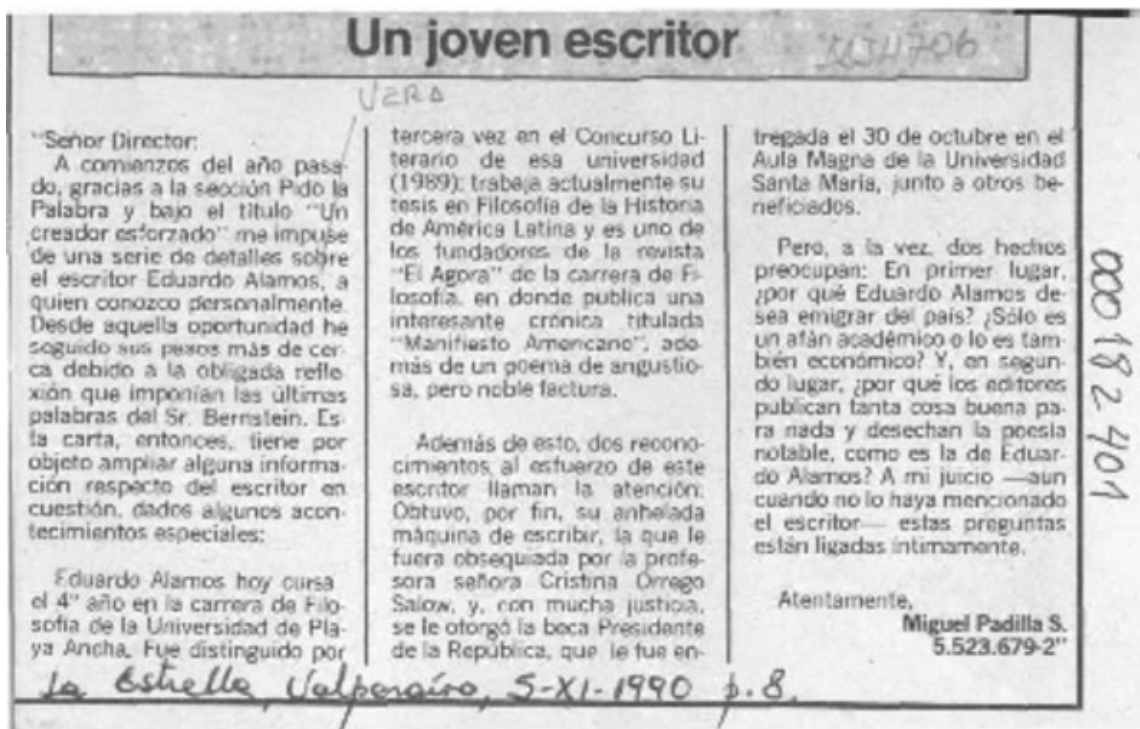 Un joven escritor
VERA
"Señor Director:
A comienzos del año pasa-
do, gracias a la sección Pido la
Palabra y bajo el título "Un
creador esforzado" me impuse
de una serie de detalles sobre
el escritor Eduardo Alamos, a
quien conozco personalmente.
Desde aquella oportunidad he
seguido sus pasos más de cer-
ca debido a la obligada refle-
xión que imponían las últimas
palabras del Sr. Bernstein. Es-
ta carta, entonces, tiene por
objeto ampliar alguna informa-
ción respecto del escritor en
cuestión, dados algunos acon-
tecimientos especiales:
Eduardo Alamos hoy cursa
el 4º año en la carrera de Filo-
sofía de la Universidad de Pla-
ya Ancha. Fue distinguido por
tercera vez en el Concurso Li-
terario de esa universidad
(1989); trabaja actualmente su
tesis en Filosofía de la Historia
de América Latina y es uno de
los fundadores de la revista
"El Agora" de la carrera de Fi-
losofía, en donde publica una
interesante crónica titulada
"Manifiesto Americano", ade-
más de un poema de angustio-
sa, pero noble factura.
Además de esto, dos recono-
cimientos al esfuerzo de este
escritor llaman la atención:
Obtuvo, por fin, su anhelada
máquina de escribir, la que le
fuera obsequiada por la profe-
sora señora Cristina Orrego
Salow, y, con mucha justicia,
se le otorgó la beca Presidente
de la República, que le fue en-
tregada el 30 de octubre en el
Aula Magna de la Universidad
Santa María, junto a otros be-
neficiados.
Pero, a la vez, dos hechos
preocupan: En primer lugar,
¿por qué Eduardo Alamos de-
sea emigrar del país? ¿Sólo es
un afán académico o lo es tam-
bién económico? Y, en segun-
do lugar, ¿por qué los editores
publican tanta cosa buena pa-
ra nada y desechan la poesía
notable, como es la de Eduar-
do Alamos? A mi juicio —aun
cuando no lo haya mencionado
el escritor— estas preguntas
están ligadas íntimamente.
Atentamente,
Miguel Padilla S.
5.523.679-2"
000182401
La Estrella, Valparaíso, 5-XI-1990 p. 8.